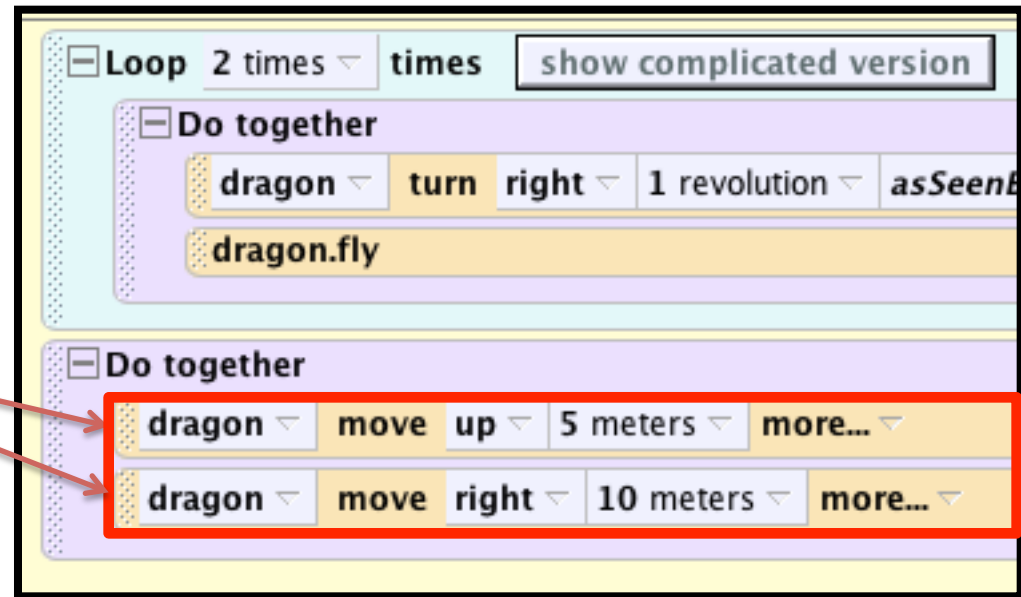 Loop 2 times times show complicated version
Do together
dragon turn right 1 revolution
dragon.fly
Do together
dragon move up 5 meters more...
dragon move right 10 meters more...